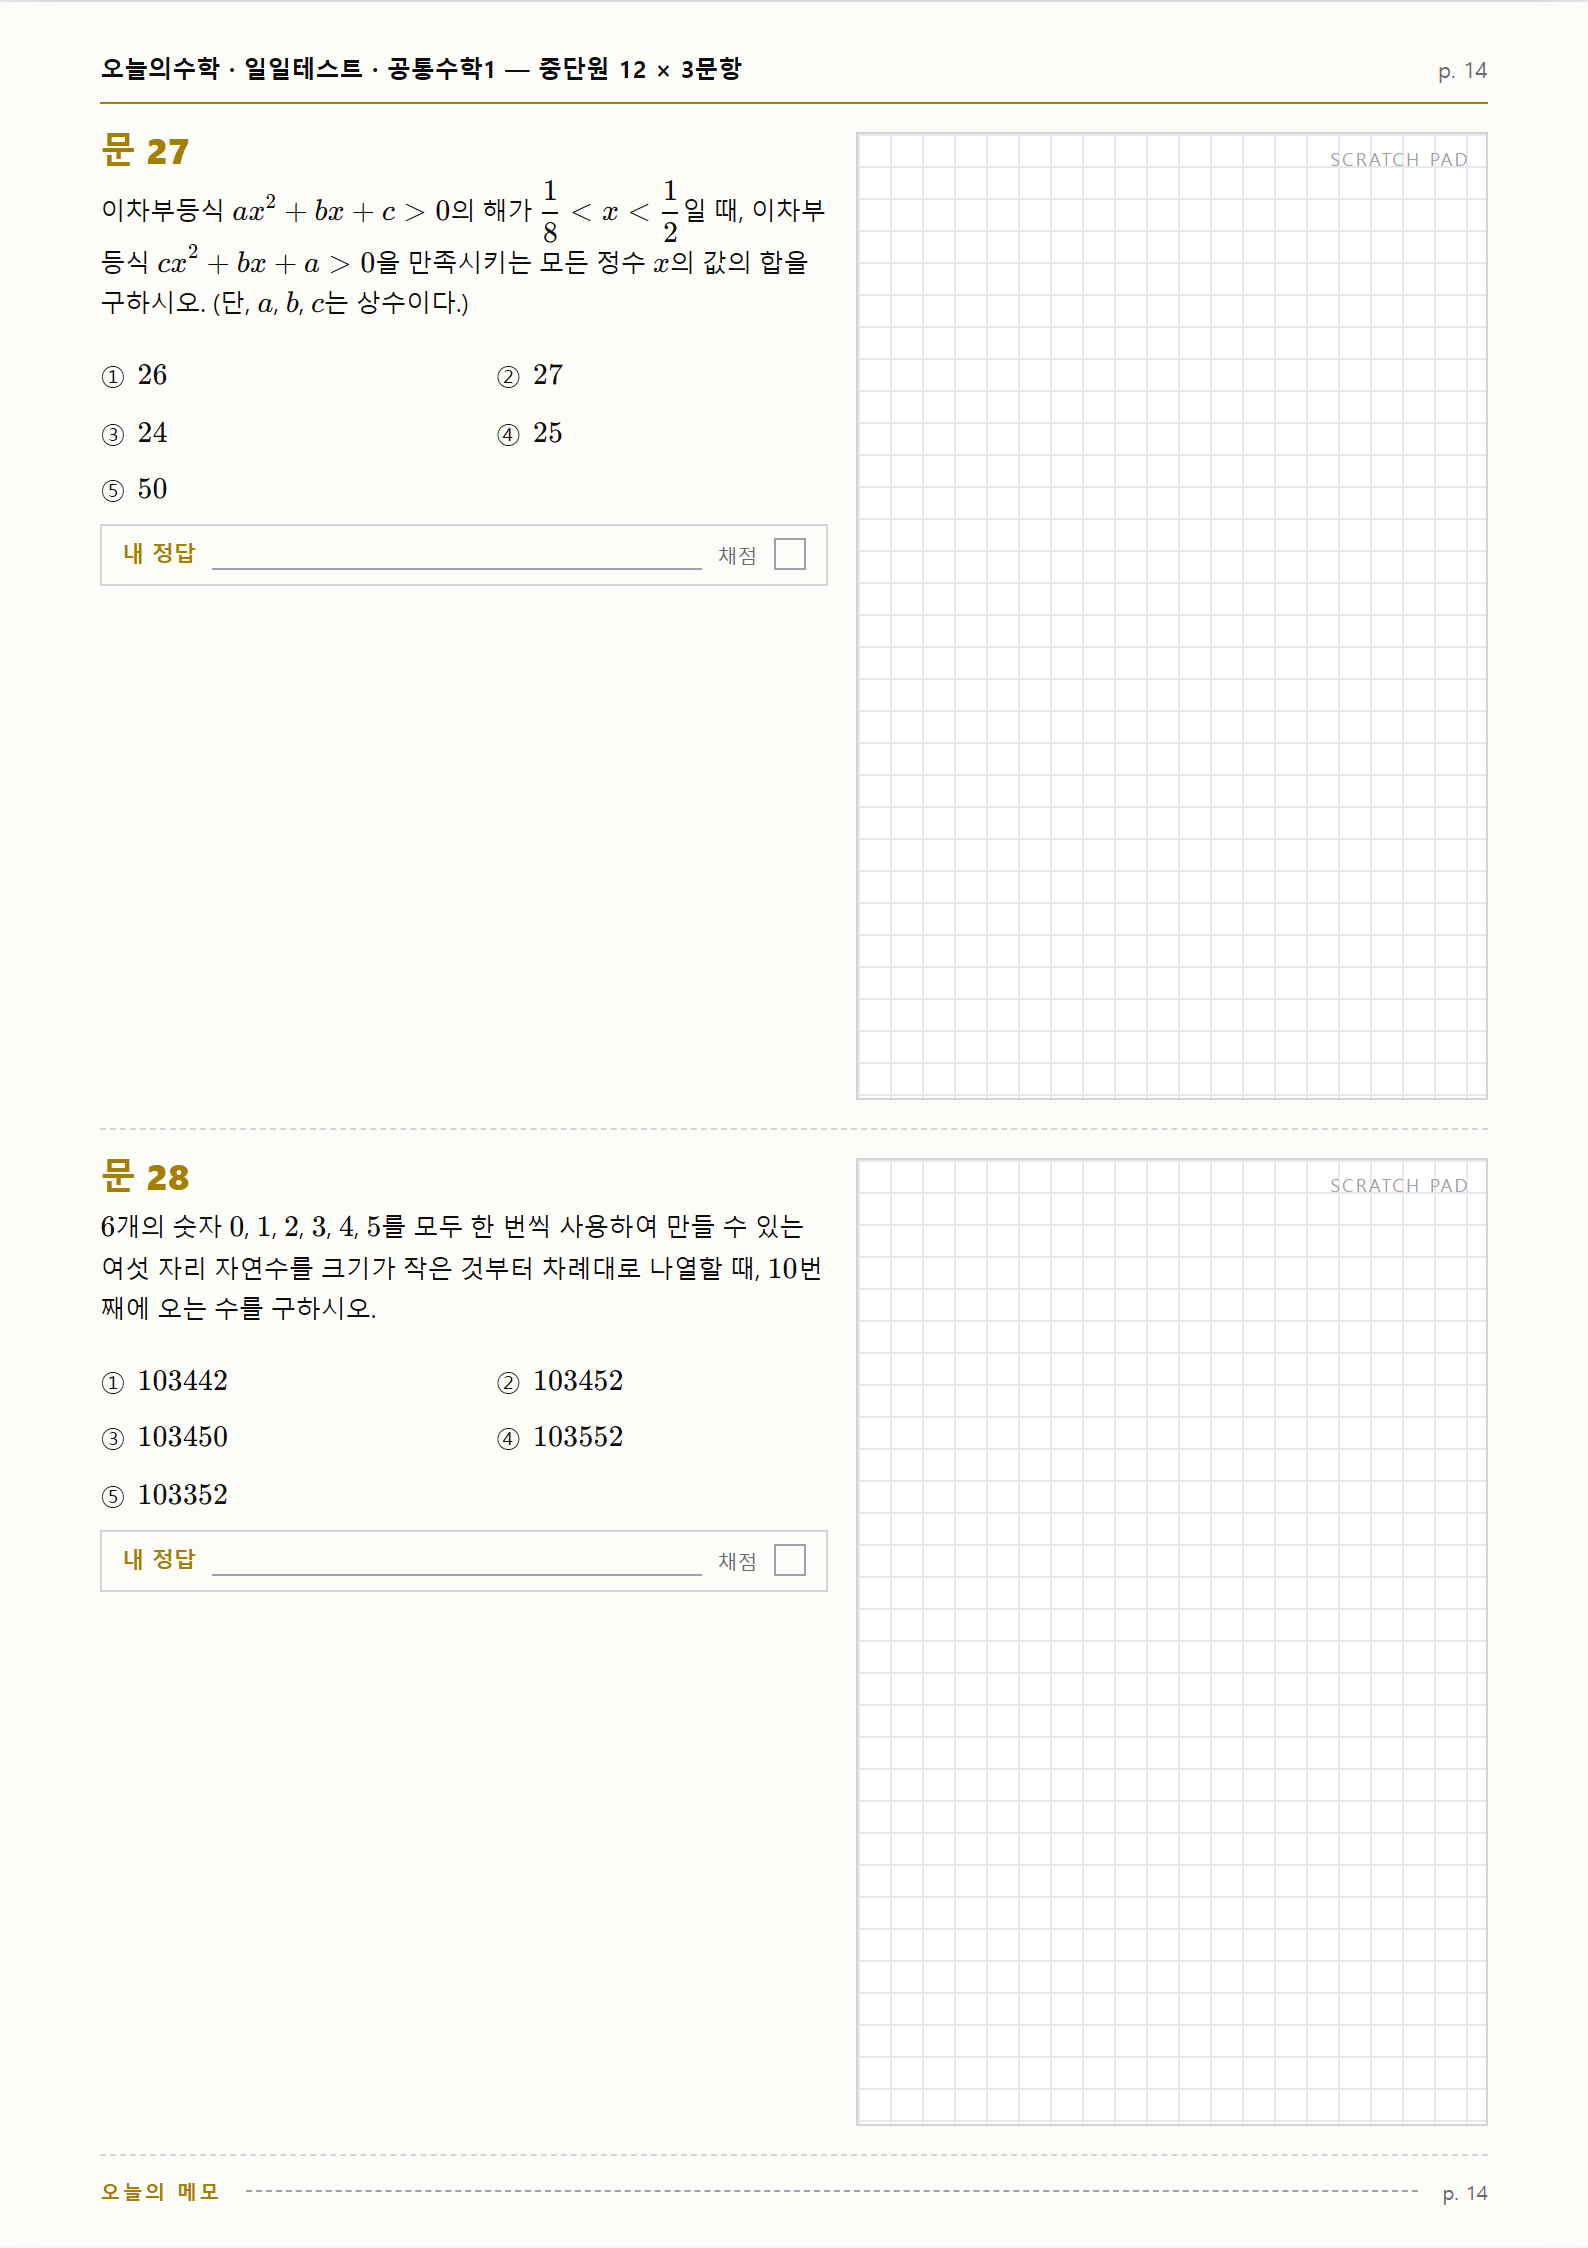 오늘의수학 · 일일테스트 · 공통수학1 — 중단원 12 × 3문항
p. 14
문 27
이차부등식 ax² + bx + c > 0의 해가 1/8 < x < 1/2일 때, 이차부
등식 cx² + bx + a > 0을 만족시키는 모든 정수 x의 값의 합을
구하시오. (단, a, b, c는 상수이다.)
① 26
② 27
③ 24
④ 25
⑤ 50
내 정답
채점
SCRATCH PAD
문 28
6개의 숫자 0, 1, 2, 3, 4, 5를 모두 한 번씩 사용하여 만들 수 있는
여섯 자리 자연수를 크기가 작은 것부터 차례대로 나열할 때, 10번
째에 오는 수를 구하시오.
① 103442
② 103452
③ 103450
④ 103552
⑤ 103352
내 정답
채점
SCRATCH PAD
오늘의 메모
p. 14